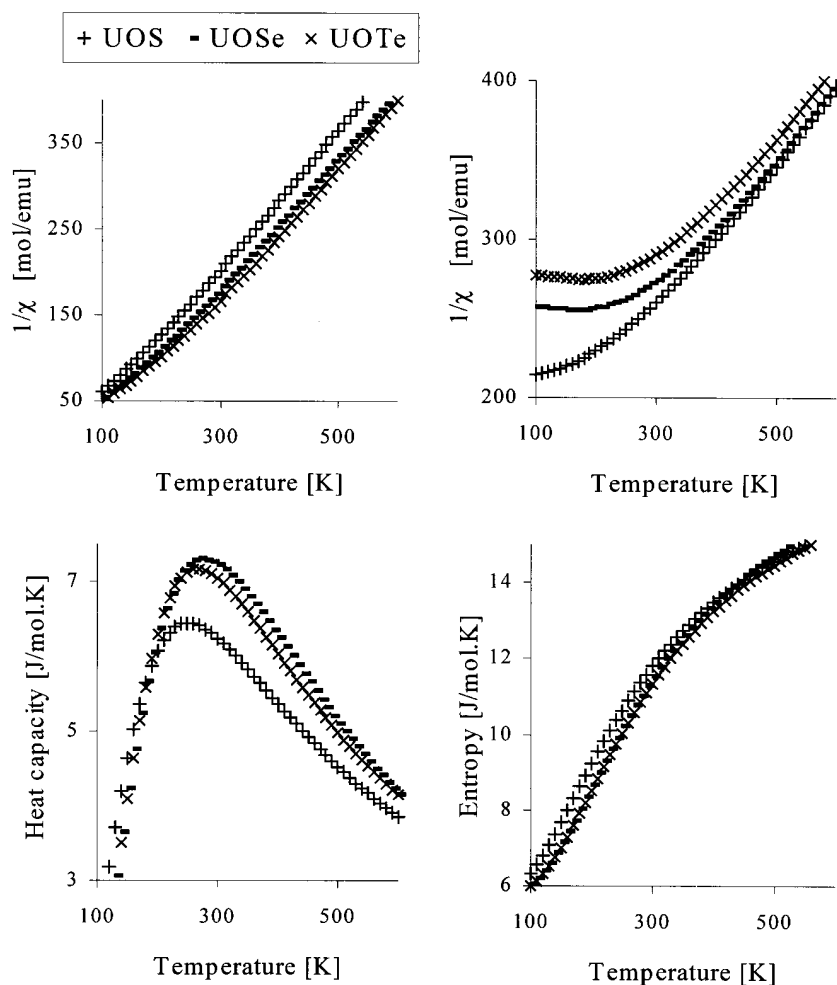 + UOS - UOSe × UOTe
350
250
150
50
100 300 500
1/χ [mol/emu]
Temperature [K]
400
300
200
100 300 500
1/χ [mol/emu]
Temperature [K]
7
5
3
100 300 500
Heat capacity [J/mol.K]
Temperature [K]
14
12
10
8
6
100 300 500
Entropy [J/mol.K]
Temperature [K]